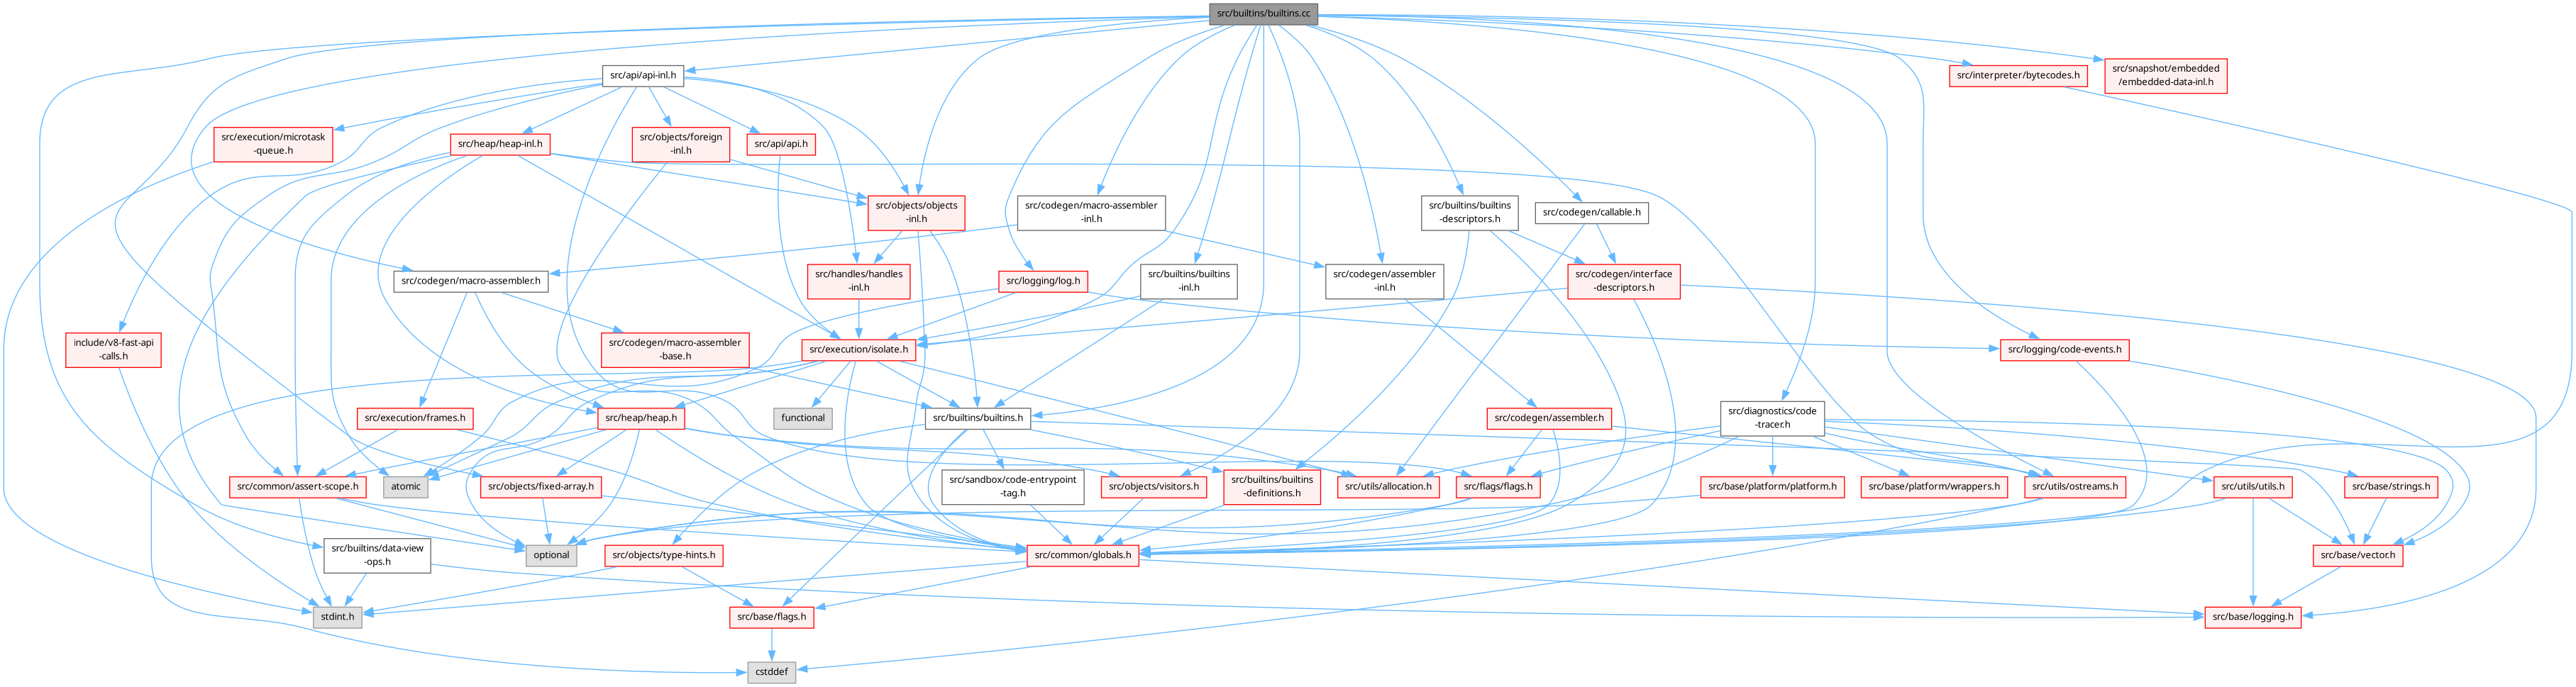 src/builtins/builtins.cc
src/api/api-inl.h
src/interpreter/bytecodes.h
src/snapshot/embedded
/embedded-data-inl.h
src/execution/microtask
-queue.h
src/heap/heap-inl.h
src/objects/foreign
-inl.h
src/api/api.h
src/objects/objects
-inl.h
src/codegen/macro-assembler
-inl.h
src/builtins/builtins
-descriptors.h
src/codegen/callable.h
src/codegen/macro-assembler.h
src/handles/handles
-inl.h
src/logging/log.h
src/builtins/builtins
-inl.h
src/codegen/assembler
-inl.h
src/codegen/interface
-descriptors.h
include/v8-fast-api
-calls.h
src/codegen/macro-assembler
-base.h
src/execution/isolate.h
src/logging/code-events.h
src/execution/frames.h
src/heap/heap.h
functional
src/builtins/builtins.h
src/codegen/assembler.h
src/diagnostics/code
-tracer.h
src/common/assert-scope.h
atomic
src/objects/fixed-array.h
src/sandbox/code-entrypoint
-tag.h
src/objects/visitors.h
src/builtins/builtins
-definitions.h
src/utils/allocation.h
src/flags/flags.h
src/base/platform/platform.h
src/base/platform/wrappers.h
src/utils/ostreams.h
src/utils/utils.h
src/base/strings.h
src/builtins/data-view
-ops.h
optional
src/objects/type-hints.h
src/common/globals.h
src/base/vector.h
stdint.h
src/base/flags.h
src/base/logging.h
cstddef